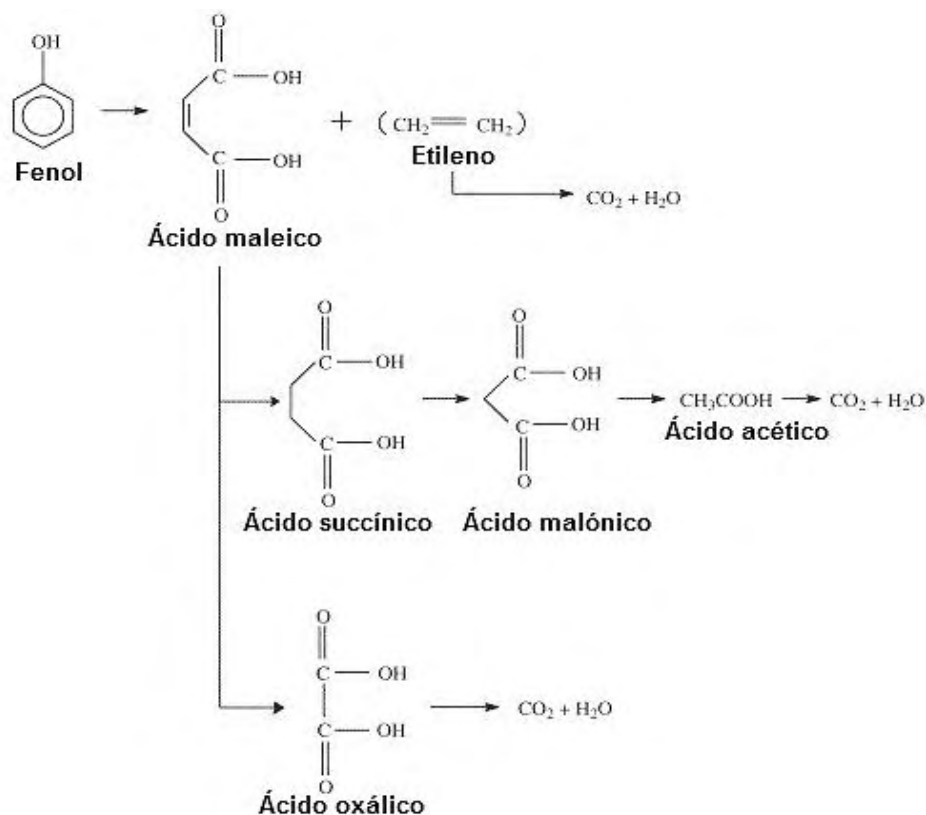 OH
Fenol
O
C
OH
C
OH
O
Ácido maleico
+
(CH₂ ═ CH₂)
Etileno
CO₂ + H₂O
O
C
OH
C
OH
O
Ácido succínico
O
C
OH
C
OH
O
Ácido malónico
CH₃COOH
Ácido acético
CO₂ + H₂O
O
C
OH
C
OH
O
Ácido oxálico
CO₂ + H₂O